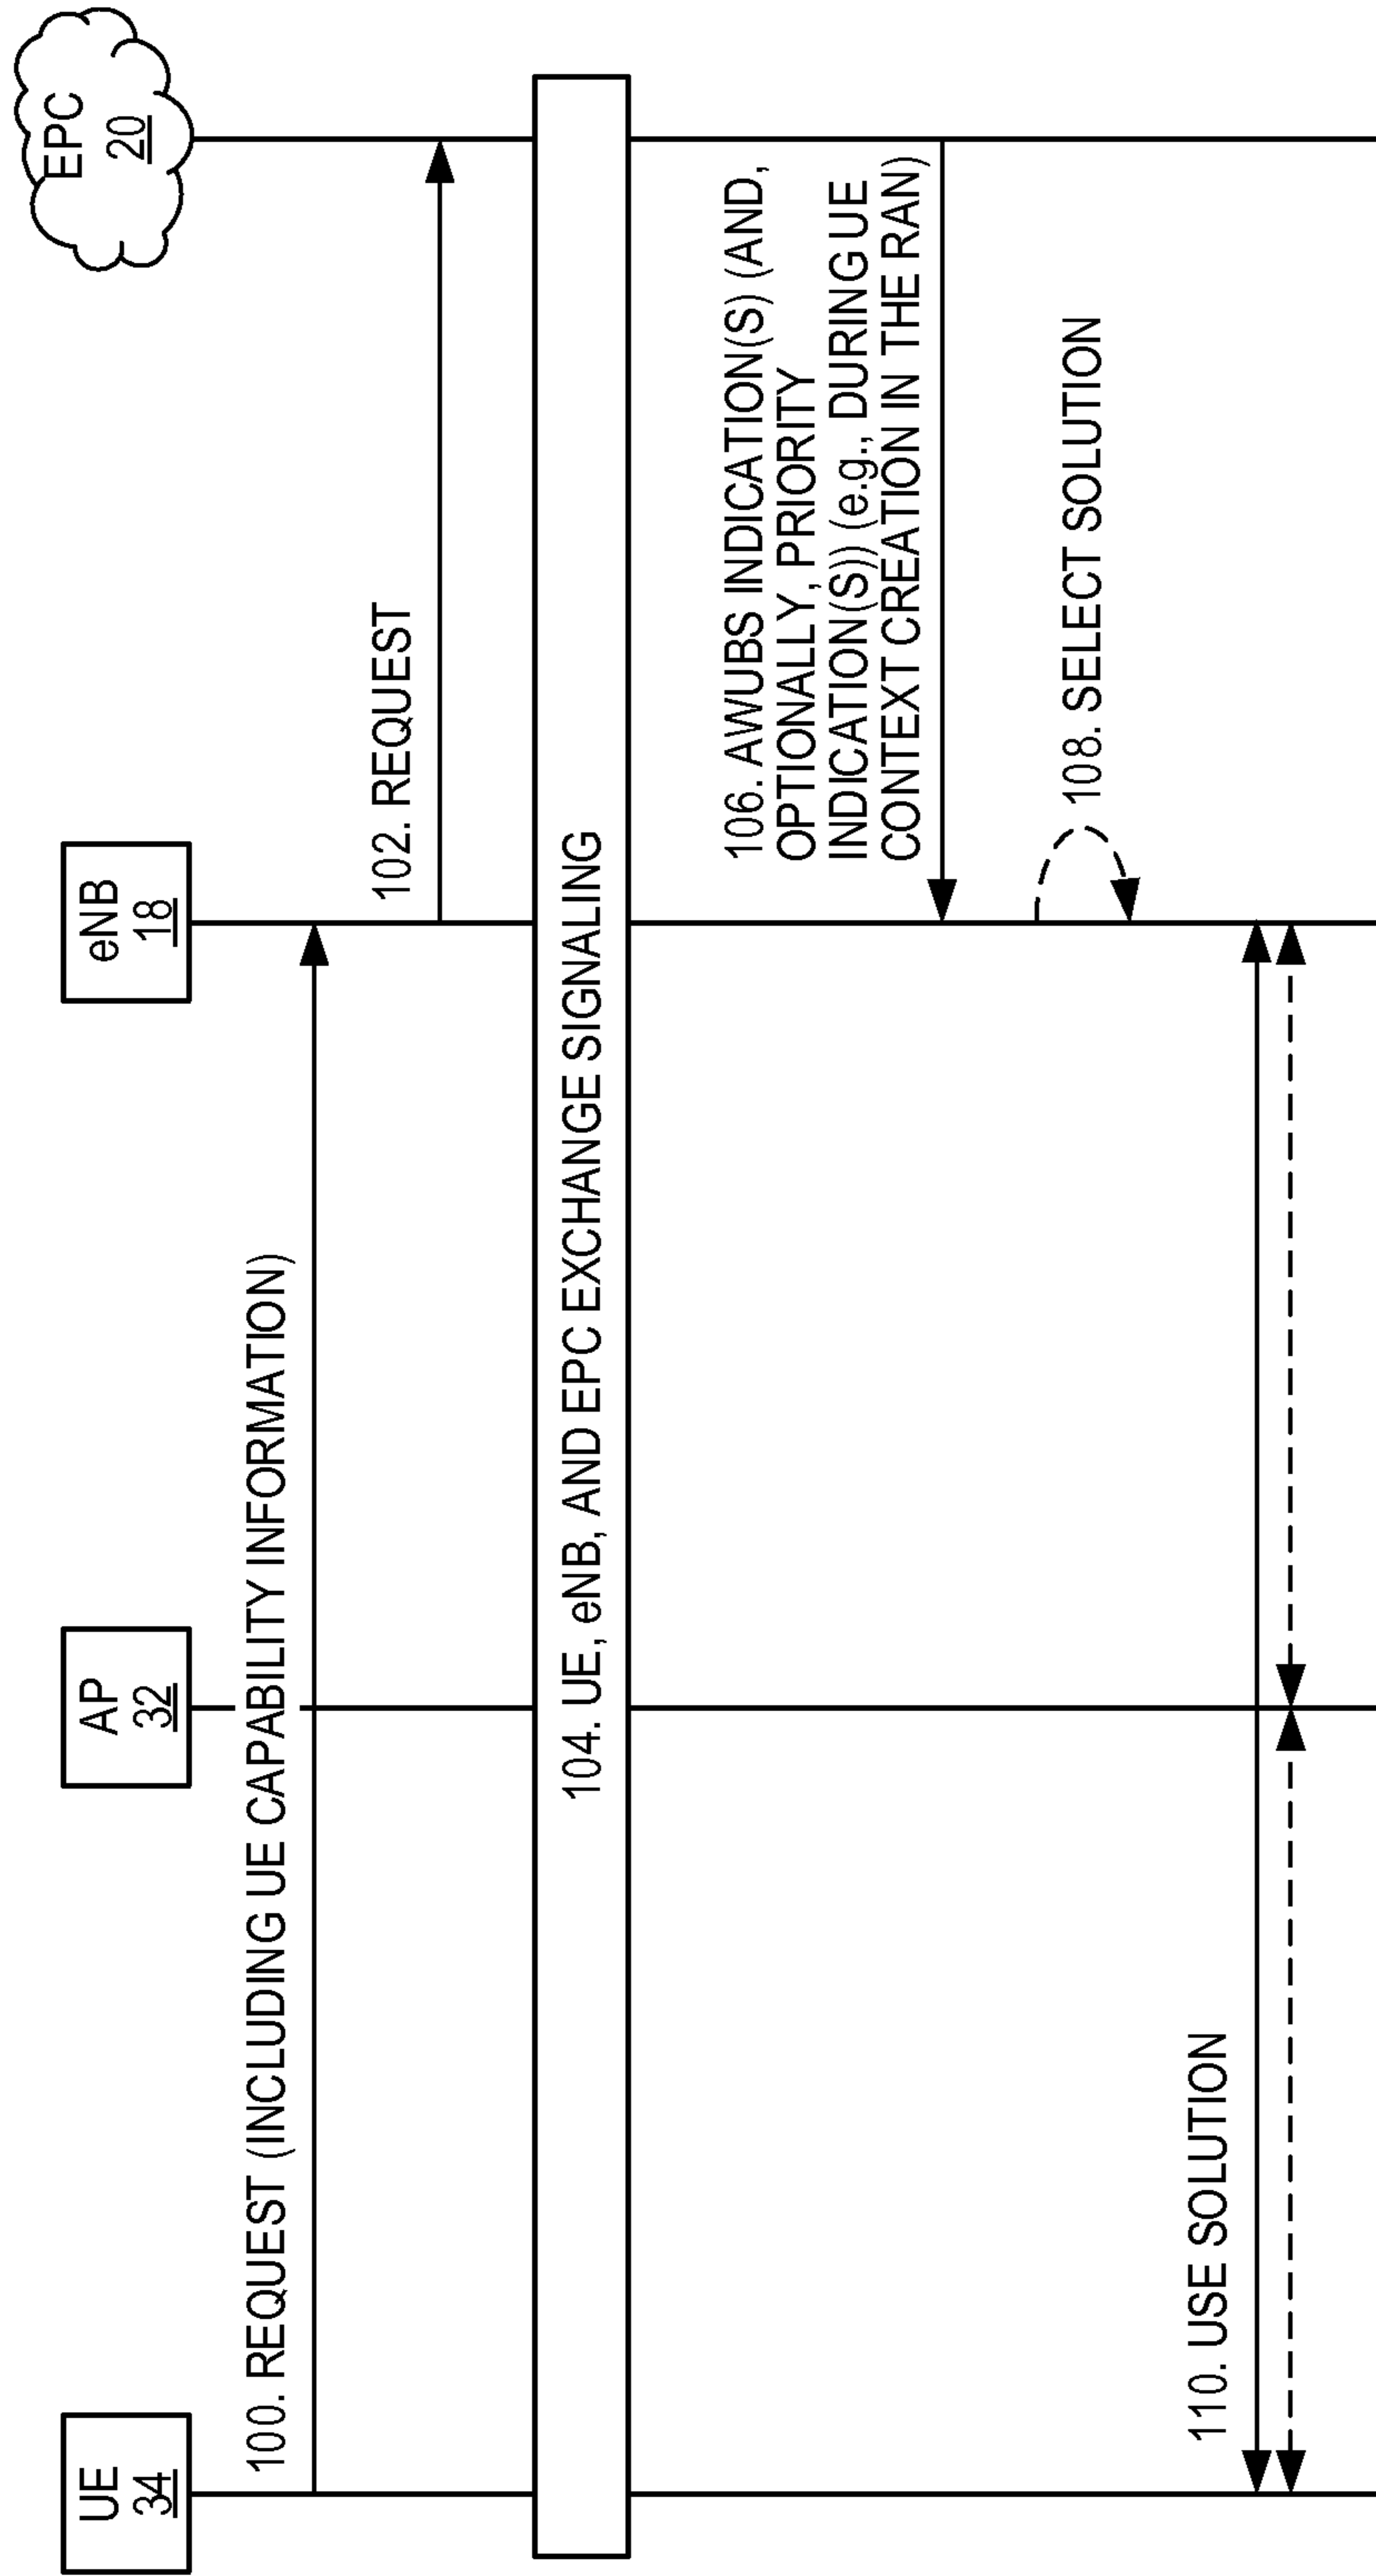 UE
34
AP
32
eNB
18
EPC
20
100. REQUEST (INCLUDING UE CAPABILITY INFORMATION)
102. REQUEST
104. UE, eNB, AND EPC EXCHANGE SIGNALING
106. AWUBS INDICATION(S) (AND,
OPTIONALLY, PRIORITY
INDICATION(S)) (e.g., DURING UE
CONTEXT CREATION IN THE RAN)
108. SELECT SOLUTION
110. USE SOLUTION